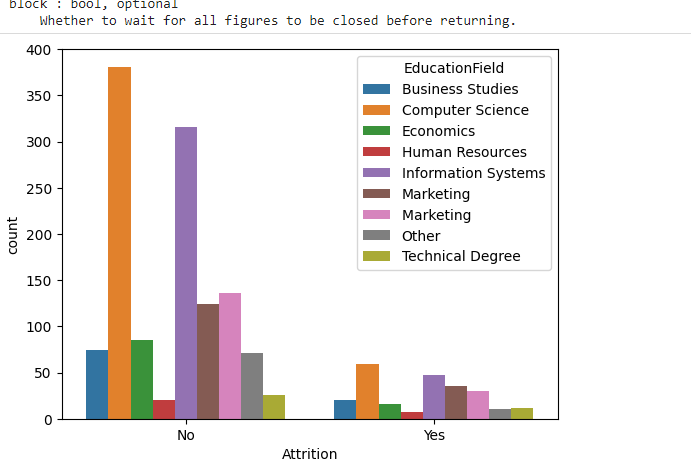 block : bool, optional
Whether to wait for all figures to be closed before returning.
400
350
300
250
200
150
100
50
0
count
EducationField
Business Studies
Computer Science
Economics
Human Resources
Information Systems
Marketing
Marketing
Other
Technical Degree
No
Yes
Attrition